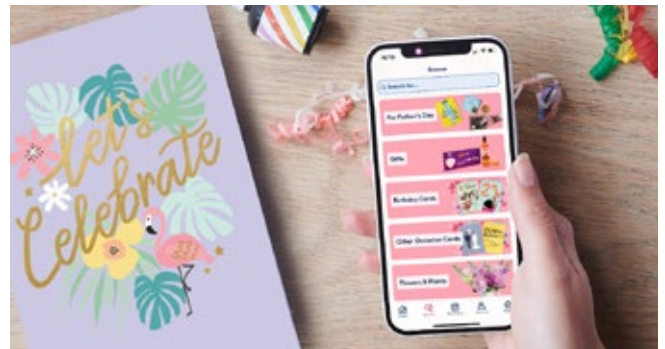 let's
Celebrate
Browse
Search for...
For Father's Day
Gifts
Birthday Cards
Other Occasion Cards
Flowers & Plants